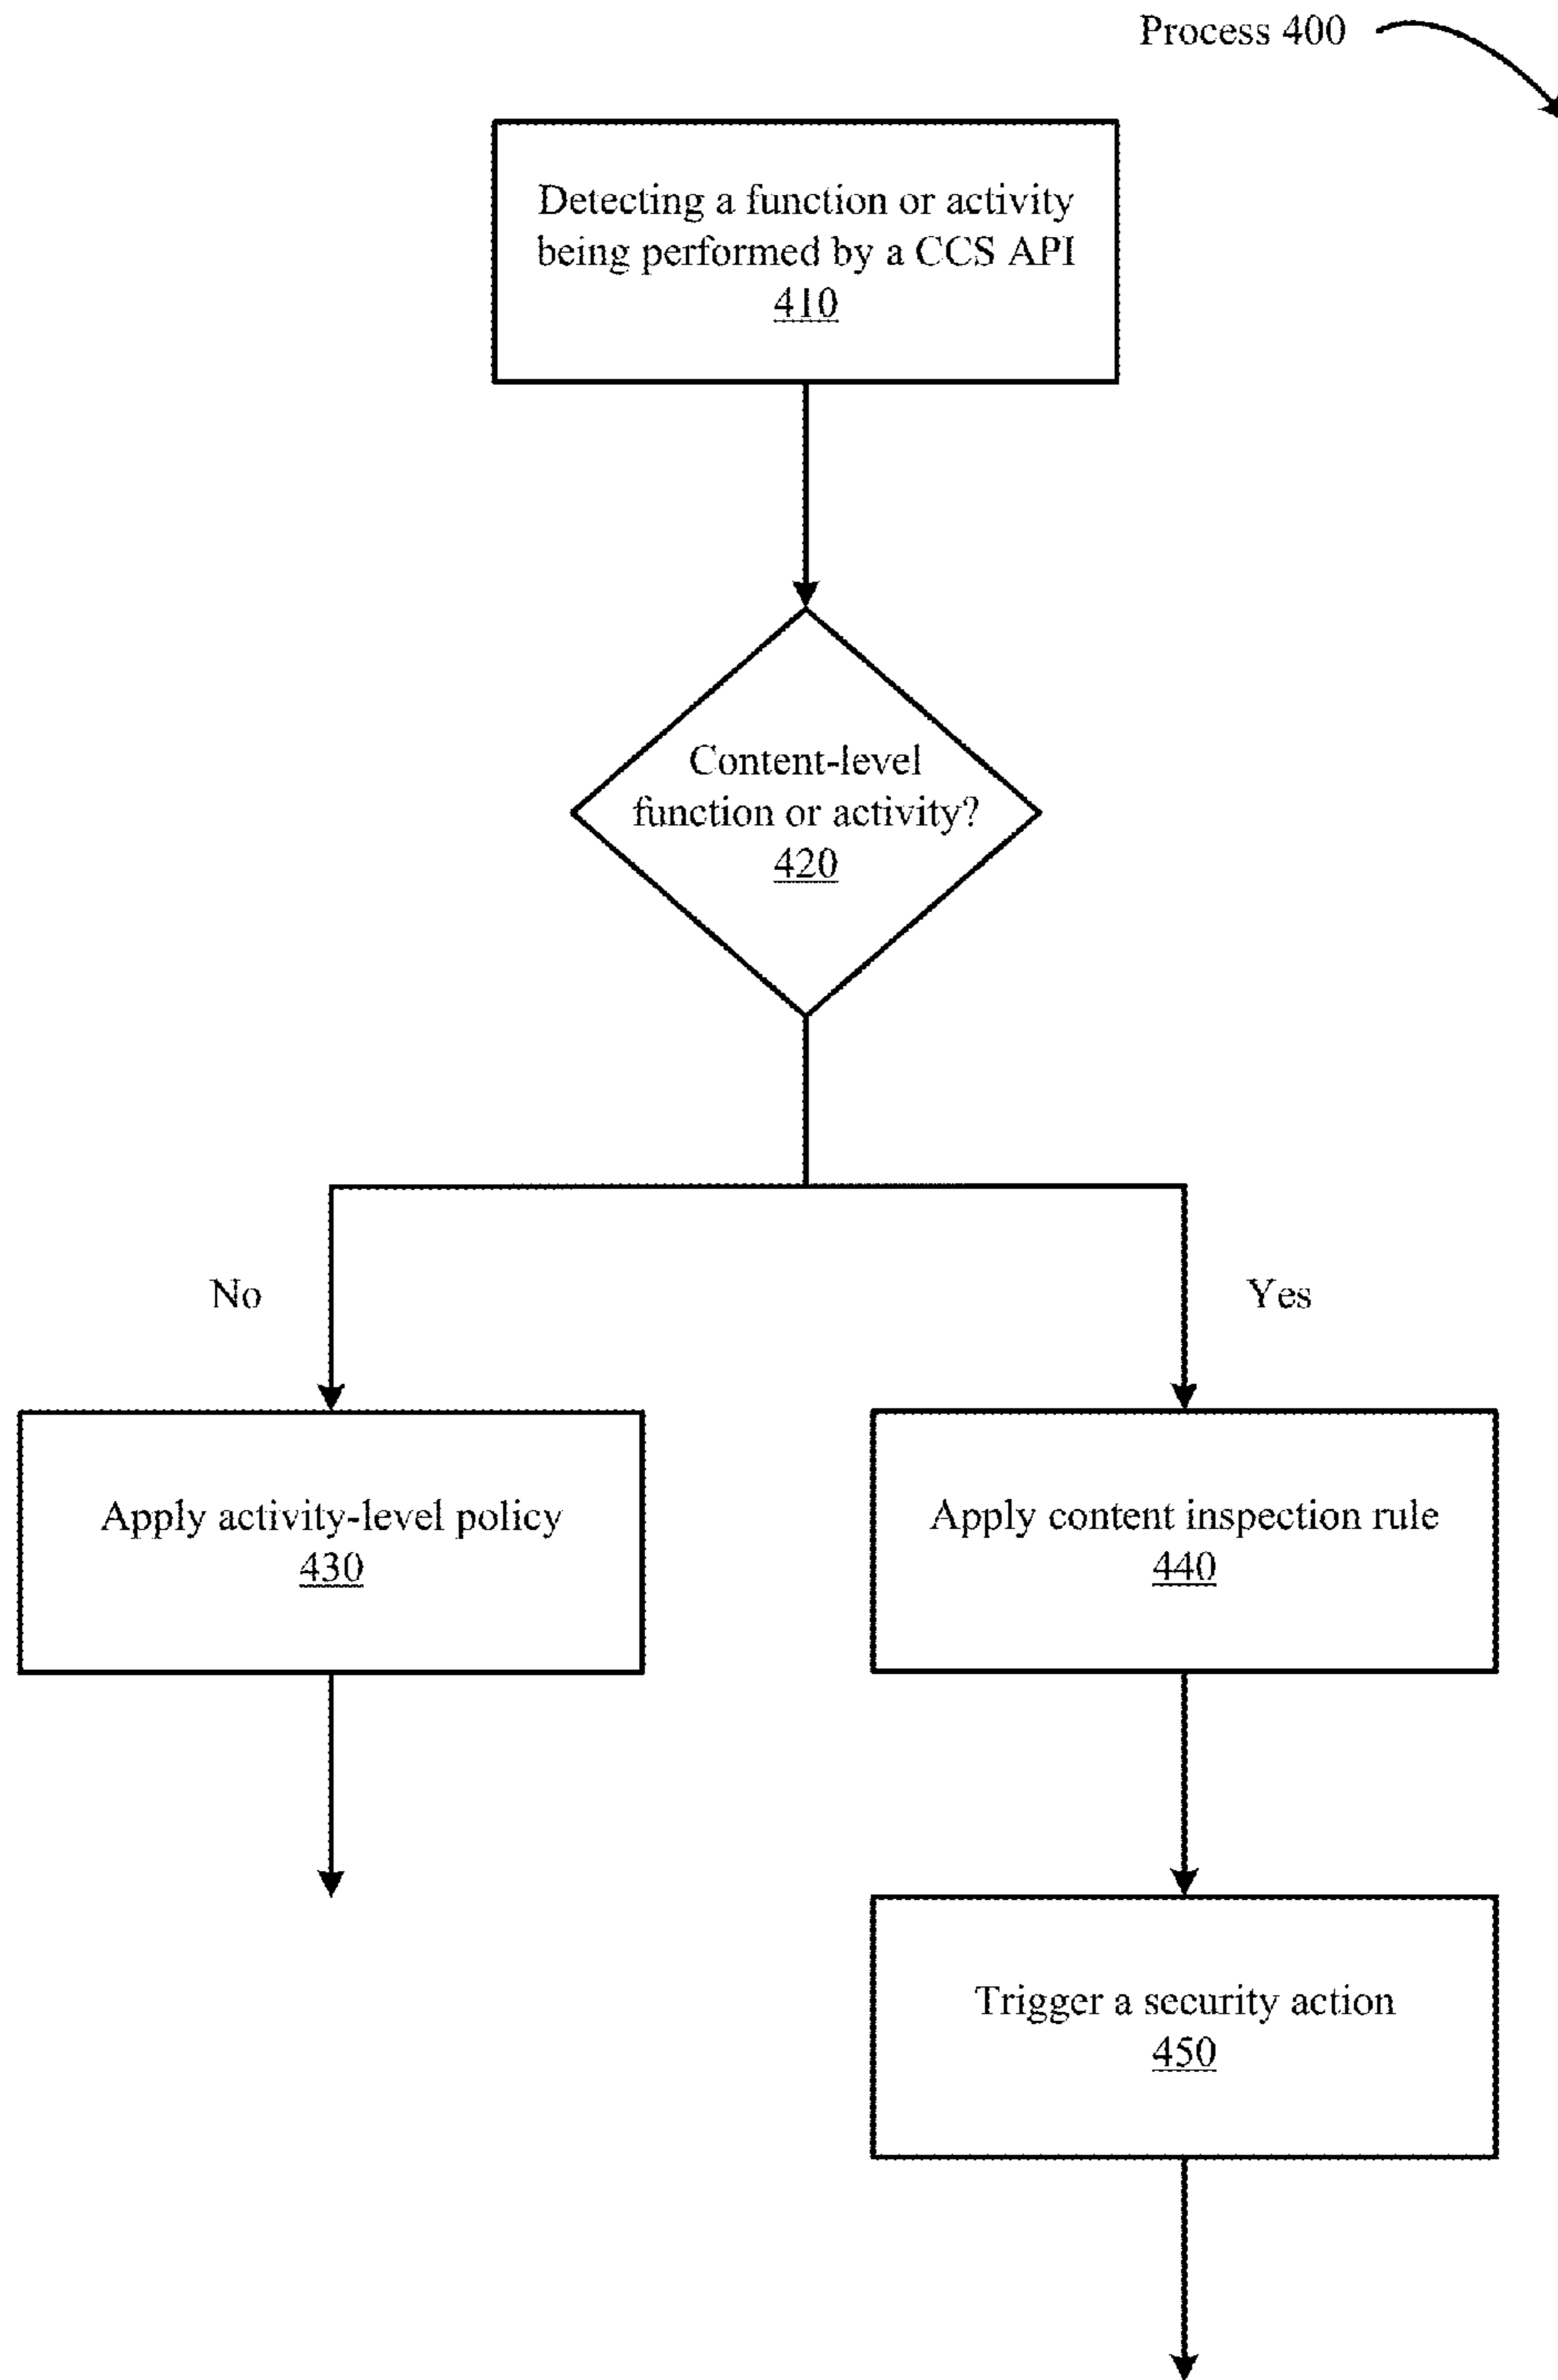 Process 400
Detecting a function or activity
being performed by a CCS API
410
Content-level
function or activity?
420
No
Yes
Apply activity-level policy
430
Apply content inspection rule
440
Trigger a security action
450